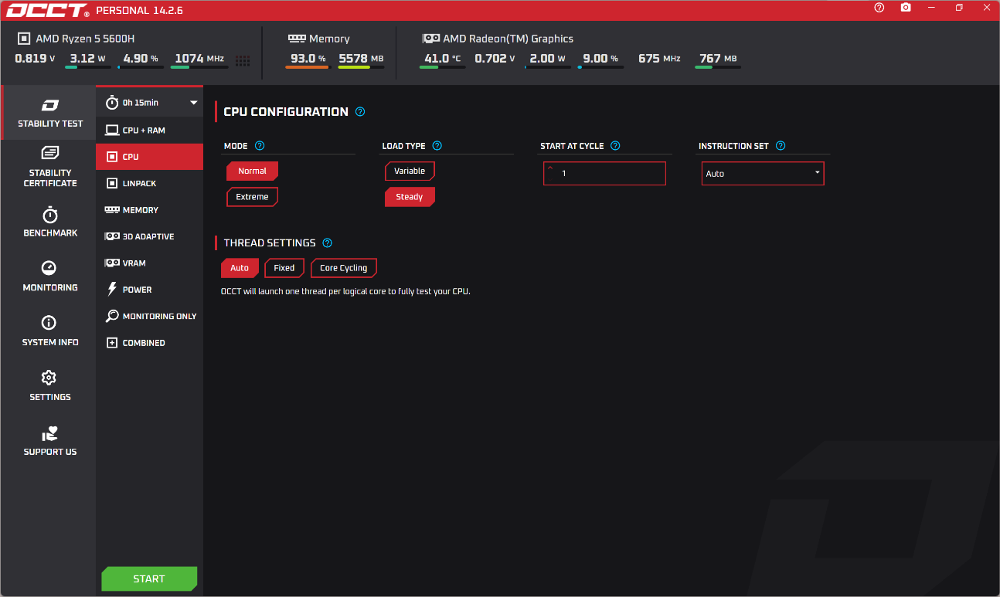 OCCT® PERSONAL 14.2.6
AMD Ryzen 5 5600H
0.819 V 3.12 W 4.90 % 1074 MHz
Memory
93.0 % 5578 MB
AMD Radeon(TM) Graphics
41.0 °C 0.702 V 2.00 W 9.00 % 675 MHz 767 MB
STABILITY TEST
STABILITY
CERTIFICATE
BENCHMARK
MONITORING
SYSTEM INFO
SETTINGS
SUPPORT US
0h 15min
CPU + RAM
CPU
LINPACK
MEMORY
3D ADAPTIVE
VRAM
POWER
MONITORING ONLY
COMBINED
START
CPU CONFIGURATION
MODE
Normal
Extreme
LOAD TYPE
Variable
Steady
START AT CYCLE
1
INSTRUCTION SET
Auto
THREAD SETTINGS
Auto Fixed Core Cycling
OCCT will launch one thread per logical core to fully test your CPU.